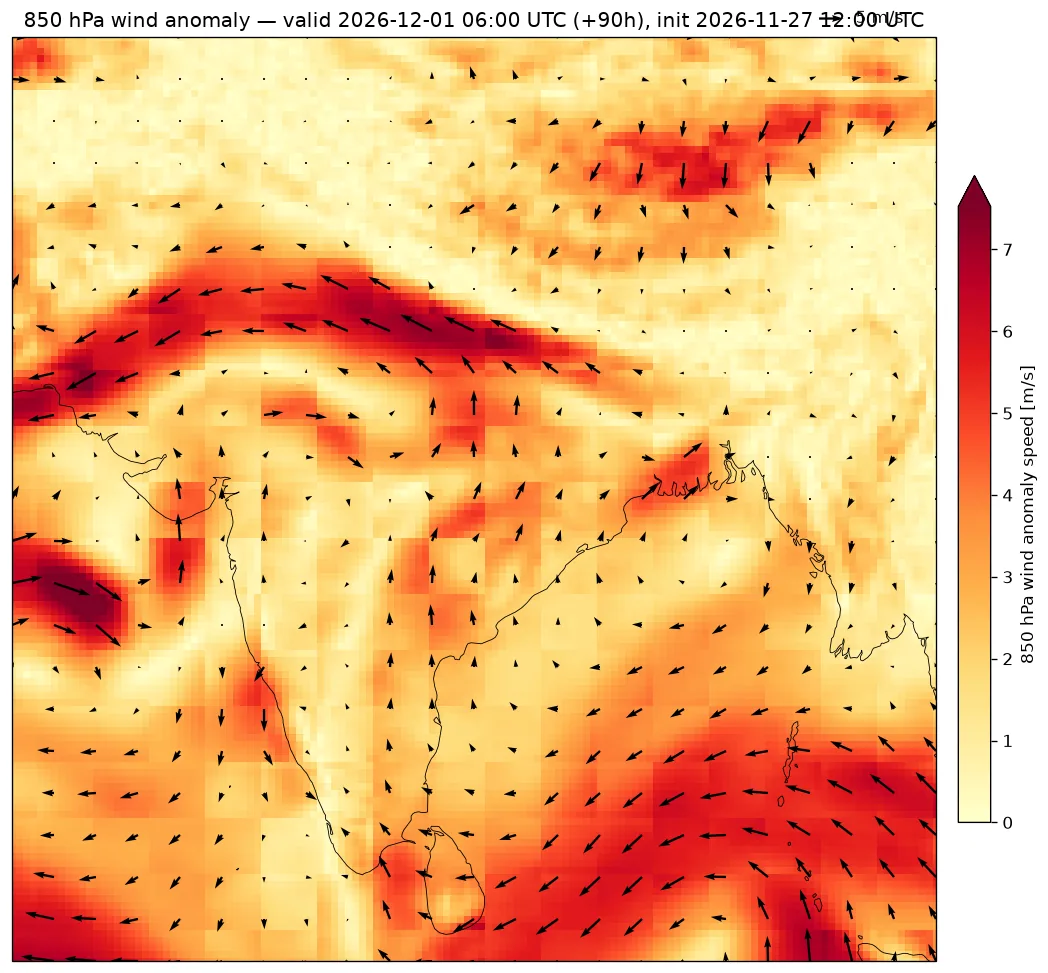 850 hPa wind anomaly — valid 2026-12-01 06:00 UTC (+90h), init 2026-11-27 12:00 UTC
5 m/s
7
6
5
4
3
2
1
0
850 hPa wind anomaly speed [m/s]